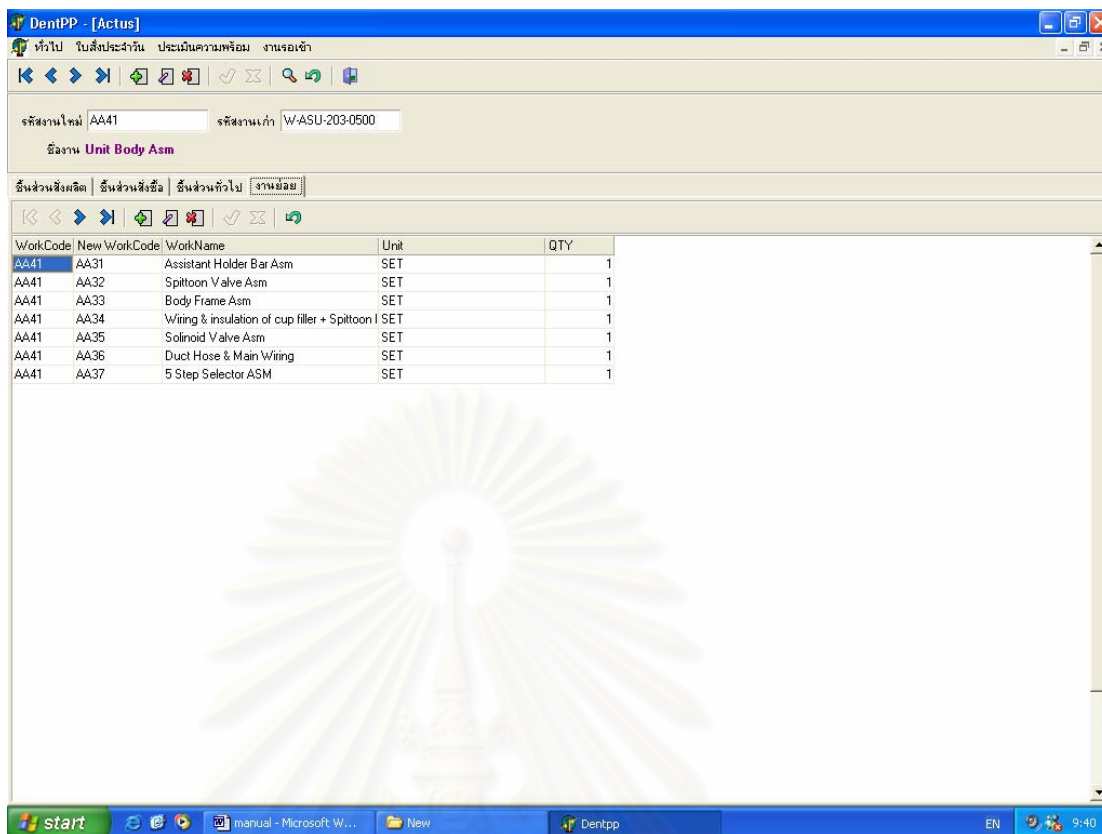 DentPP - [Actus]
ทั่วไป ใบสั่งประจำวัน ประเมินความพร้อม งานรอเข้า
รหัสงานใหม่ AA41 รหัสงานเก่า W-ASU-203-0500
ชื่องาน Unit Body Asm
ชิ้นส่วนสั่งผลิต ชิ้นส่วนสั่งซื้อ ชิ้นส่วนทั่วไป งานย่อย
WorkCode New WorkCode WorkName Unit QTY
AA41 AA31 Assistant Holder Bar Asm SET 1
AA41 AA32 Spittoon Valve Asm SET 1
AA41 AA33 Body Frame Asm SET 1
AA41 AA34 Wiring & insulation of cup filler + Spittoon SET 1
AA41 AA35 Solinoid Valve Asm SET 1
AA41 AA36 Duct Hose & Main Wiring SET 1
AA41 AA37 5 Step Selector ASM SET 1
start manual - Microsoft W... New Dentpp EN 9:40